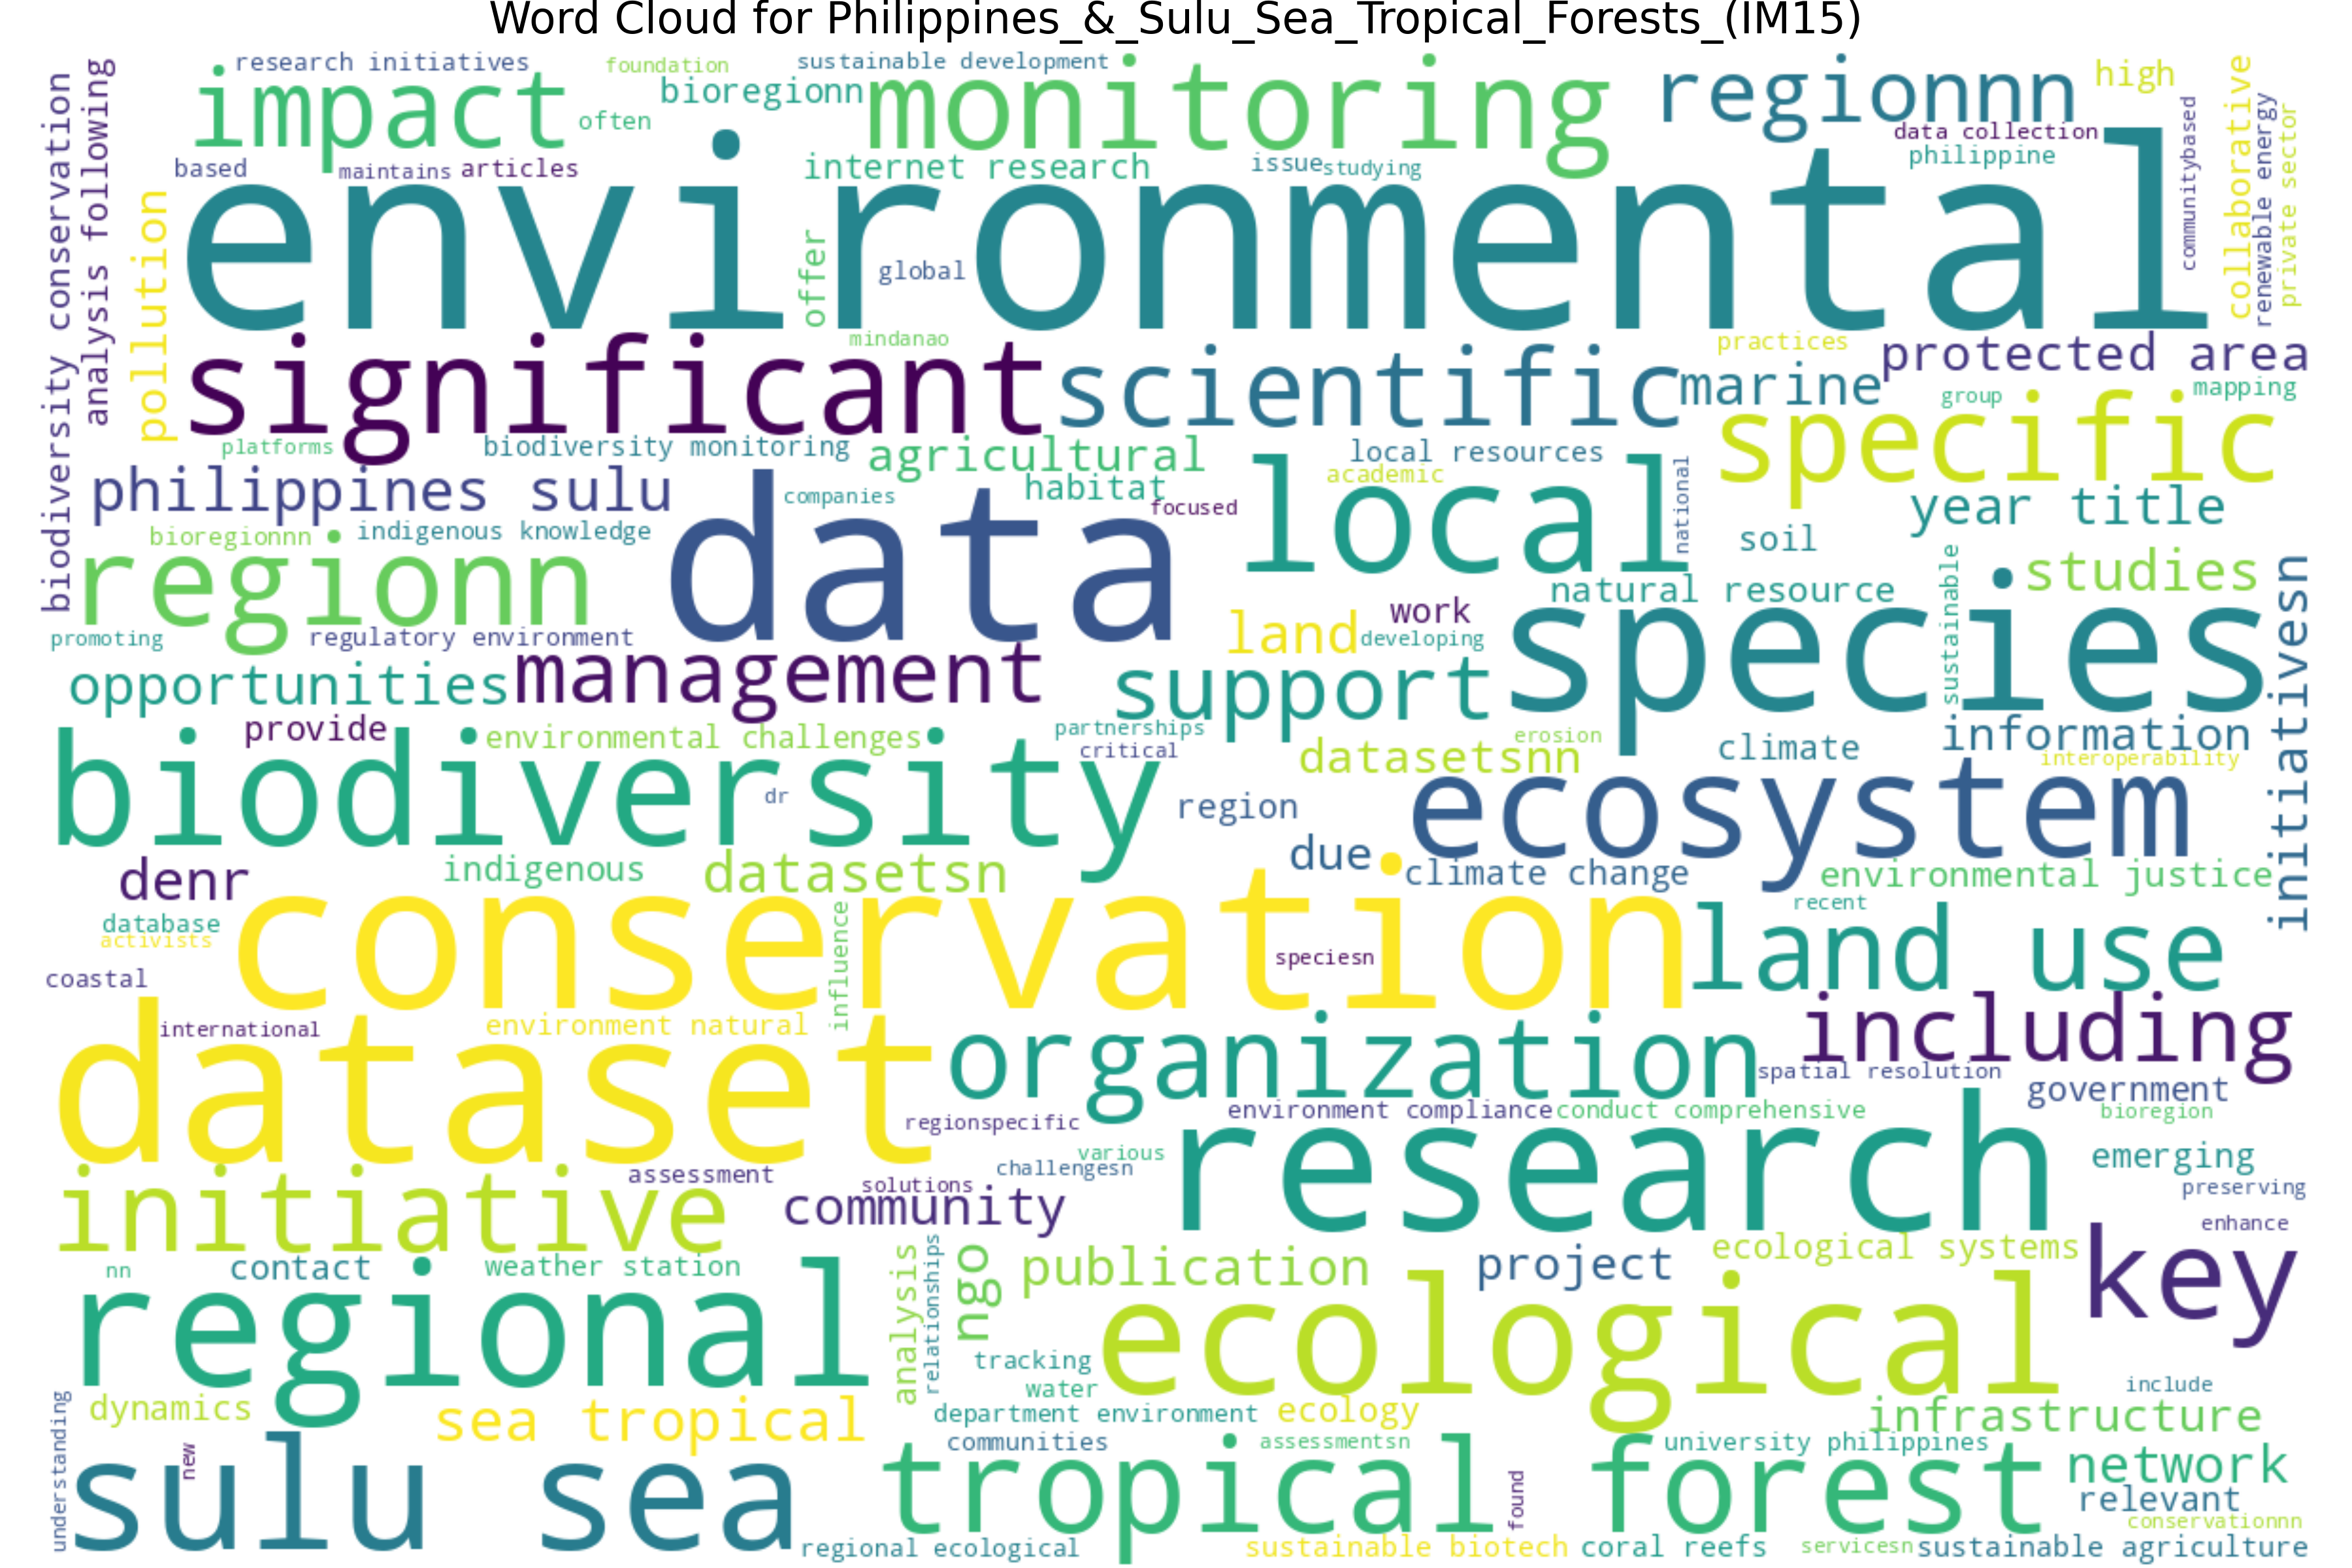 Word Cloud for Philippines_&_Sulu_Sea_Tropical_Forests_(IM15)
research initiatives
foundation
sustainable development
impact
often
bioregionn
monitoring
regionnn
high
data collection
philippine
based
maintains
articles
internet research
issue
studying
biodiversity conservation
analysis following
pollution
environmental
offer
global
communitybased
collaborative
renewable energy
private sector
mindanao
practices
protected area
significant
scientific
marine
group
mapping
specific
platforms
biodiversity monitoring
agricultural
local resources
academic
philippines sulu
companies
habitat
focused
local
national
year title
bioregionnn
indigenous knowledge
data
soil
regionn
natural resource
sustainable
studies
initiativesn
promoting
regulatory environment
land
work
developing
species
opportunities
management
support
provide
environmental challenges
partnerships
critical
datasetsnn
erosion
climate
information
interoperability
biodiversity
dr
region
ecosystem
denr
indigenous
datasetsn
due
climate change
environmental justice
database
activists
conservation
influence
speciesn
recent
land use
coastal
international
environment natural
dataset
organization
including
spatial resolution
government
regionspecific
environment compliance
conduct comprehensive
bioregion
various
research
emerging
initiative
assessment
challengesn
solutions
community
preserving
enhance
nn
contact
weather station
analysis
relationships
ngo
publication
project
ecological systems
key
regional
ecological
tracking
water
include
understanding
dynamics
sea tropical
department environment
ecology
infrastructure
new
sulu sea
communities
assessmentsn
tropical forest
found
university philippines
network
relevant
conservationnn
regional ecological
sustainable biotech
coral reefs
servicesn
sustainable agriculture